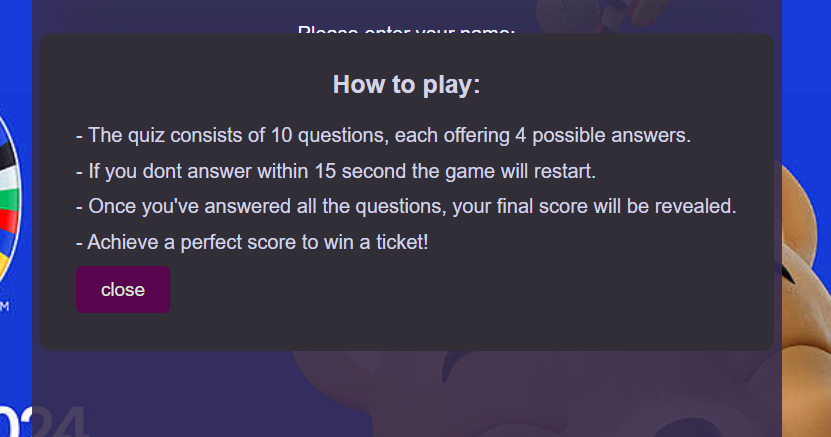 Please enter your name:
How to play:
- The quiz consists of 10 questions, each offering 4 possible answers.
- If you dont answer within 15 second the game will restart.
- Once you've answered all the questions, your final score will be revealed.
- Achieve a perfect score to win a ticket!
close
M
024